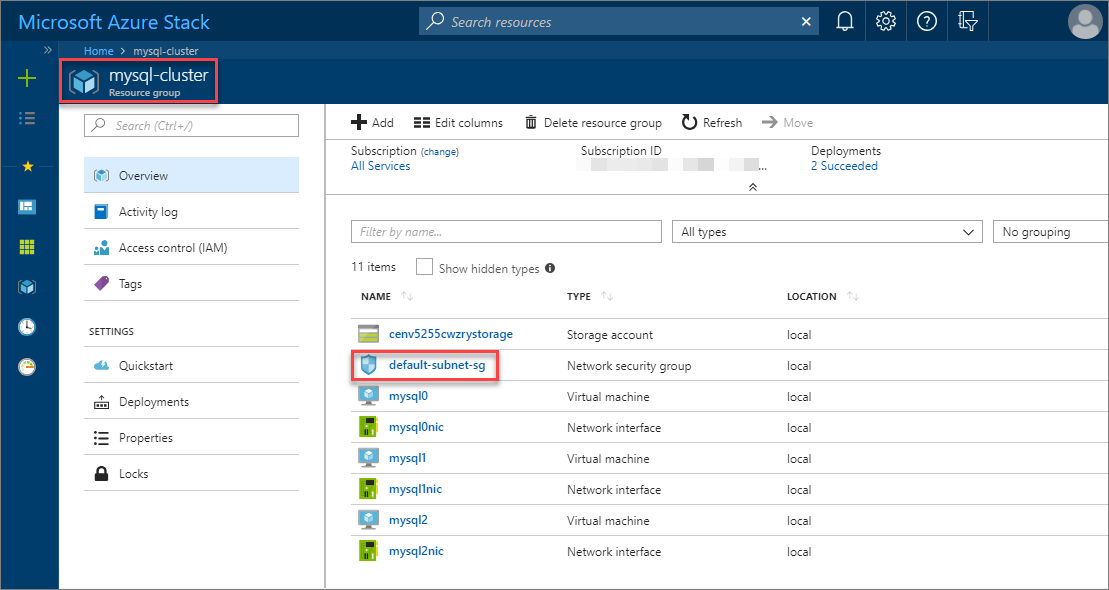 Microsoft Azure Stack
Search resources
Home > mysql-cluster
mysql-cluster
Resource group
Search (Ctrl+/)
Overview
Activity log
Access control (IAM)
Tags
SETTINGS
Quickstart
Deployments
Properties
Locks
Add Edit columns Delete resource group Refresh Move
Subscription (change) Subscription ID Deployments
All Services ... 2 Succeeded
Filter by name... All types No grouping
11 items Show hidden types
NAME TYPE LOCATION
cenv5255cwzrystorage Storage account local
default-subnet-sg Network security group local
mysql0 Virtual machine local
mysql0nic Network interface local
mysql1 Virtual machine local
mysql1nic Network interface local
mysql2 Virtual machine local
mysql2nic Network interface local